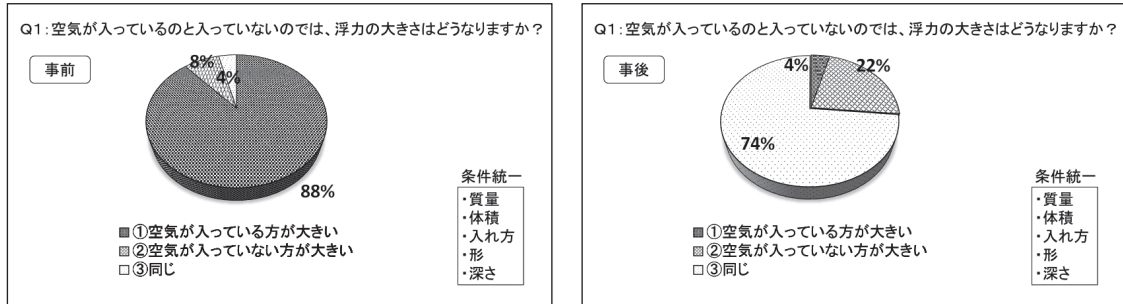 Q1:空気が入っているのと入っていないのでは、浮力の大きさはどうなりますか?
事前
8%
4%
88%
■①空気が入っている方が大きい
▨②空気が入っていない方が大きい
□③同じ
条件統一
・質量
・体積
・入れ方
・形
・深さ
Q1:空気が入っているのと入っていないのでは、浮力の大きさはどうなりますか?
事後
4%
22%
74%
■①空気が入っている方が大きい
▨②空気が入っていない方が大きい
□③同じ
条件統一
・質量
・体積
・入れ方
・形
・深さ